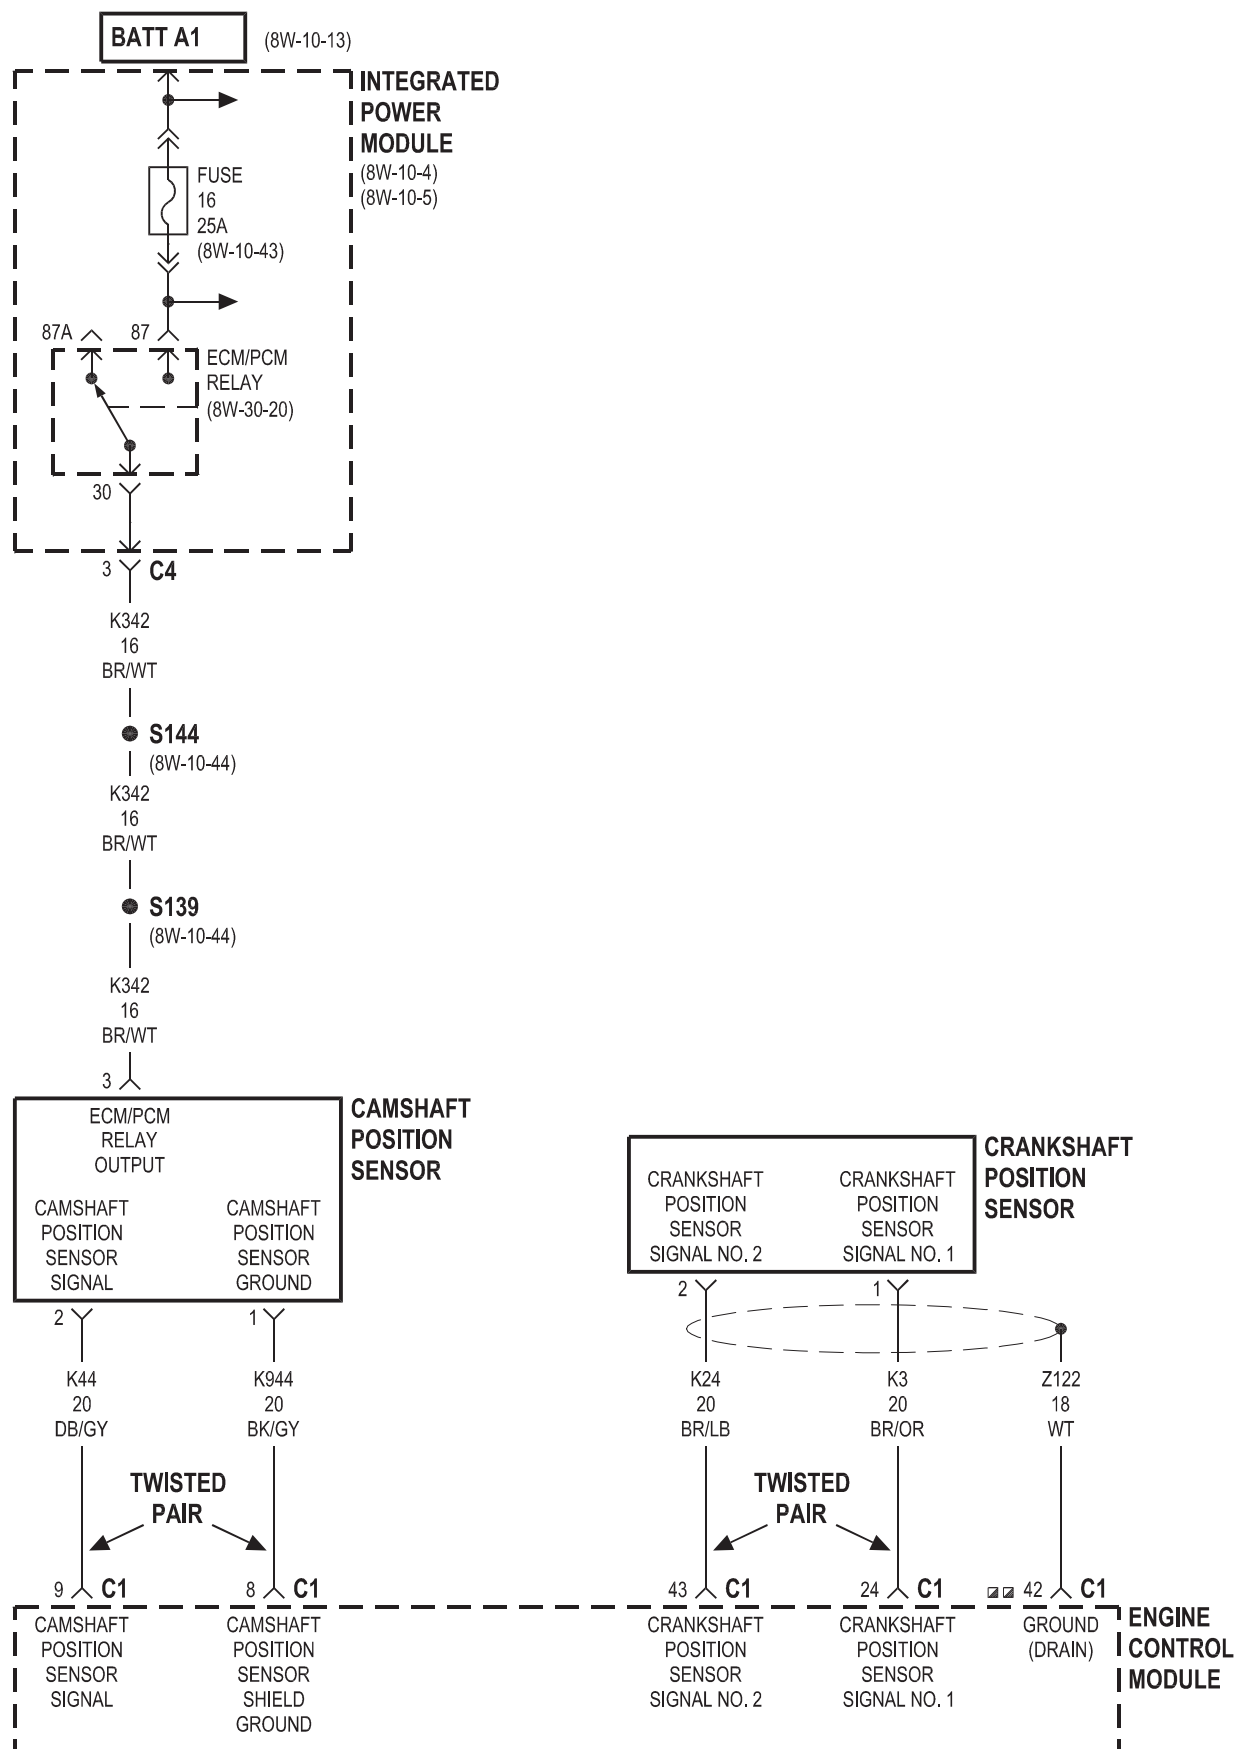 BATT A1
(8W-10-13)
INTEGRATED
POWER
MODULE
(8W-10-4)
(8W-10-5)
FUSE
16
25A
(8W-10-43)
87A
87
ECM/PCM
RELAY
(8W-30-20)
30
3
C4
K342
16
BR/WT
S144
(8W-10-44)
K342
16
BR/WT
S139
(8W-10-44)
K342
16
BR/WT
3
ECM/PCM
RELAY
OUTPUT
CAMSHAFT
POSITION
SENSOR
CAMSHAFT
POSITION
SENSOR
SIGNAL
CAMSHAFT
POSITION
SENSOR
GROUND
CRANKSHAFT
POSITION
SENSOR
SIGNAL NO. 2
CRANKSHAFT
POSITION
SENSOR
SIGNAL NO. 1
CRANKSHAFT
POSITION
SENSOR
2
1
2
1
K44
20
DB/GY
K944
20
BK/GY
K24
20
BR/LB
K3
20
BR/OR
Z122
18
WT
TWISTED
PAIR
TWISTED
PAIR
9
C1
8
C1
43
C1
24
C1
42
C1
CAMSHAFT
POSITION
SENSOR
SIGNAL
CAMSHAFT
POSITION
SENSOR
SHIELD
GROUND
CRANKSHAFT
POSITION
SENSOR
SIGNAL NO. 2
CRANKSHAFT
POSITION
SENSOR
SIGNAL NO. 1
GROUND
(DRAIN)
ENGINE
CONTROL
MODULE